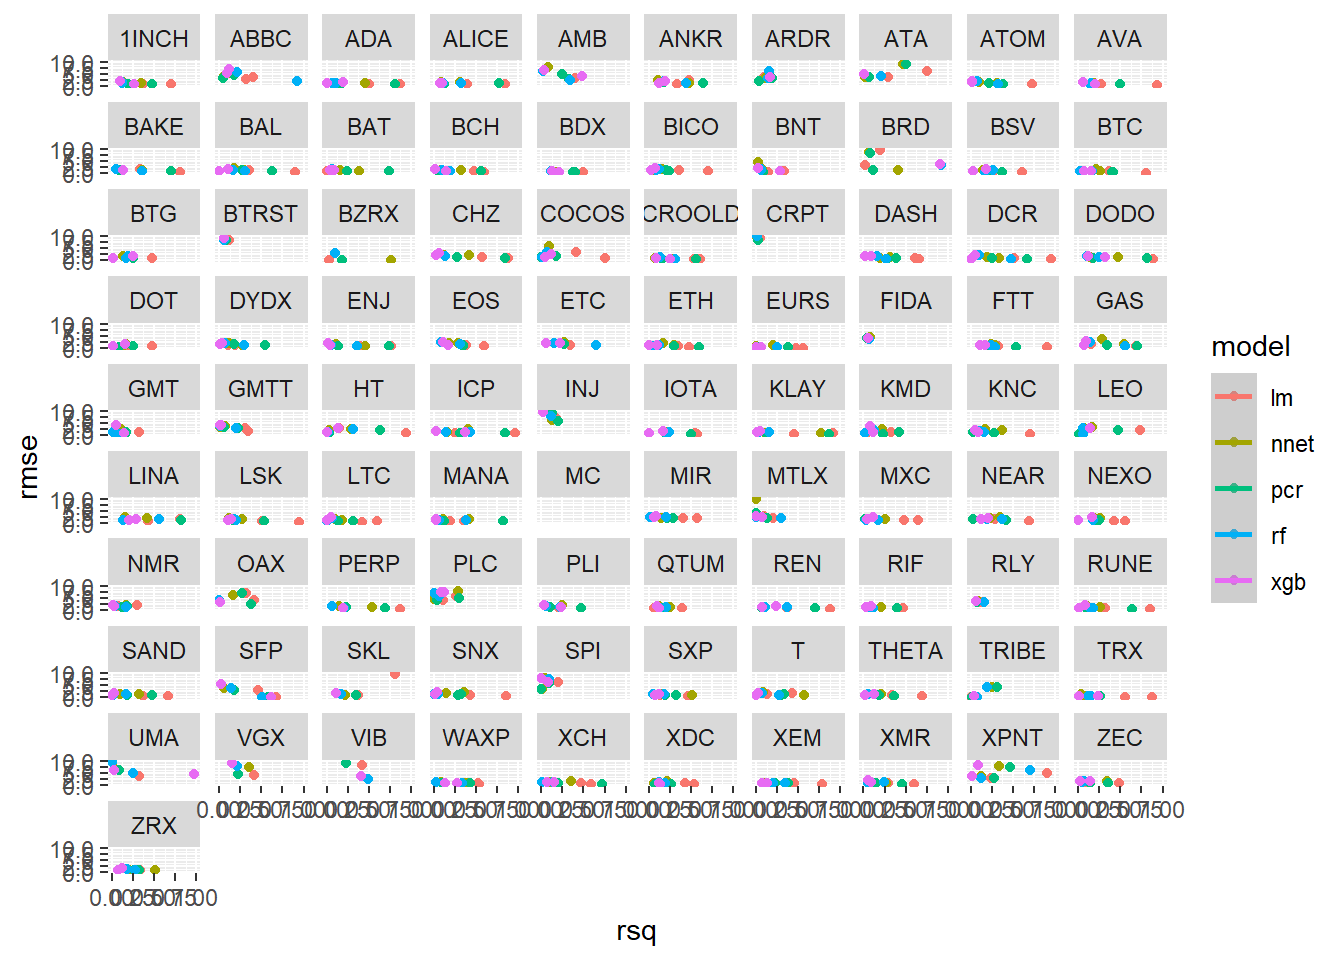 1INCH ABBC ADA ALICE AMB ANKR ARDR ATA ATOM AVA
BAKE BAL BAT BCH BDX BICO BNT BRD BSV BTC
BTG BTRST BZRX CHZ COCOS CROOLD CRPT DASH DCR DODO
DOT DYDX ENJ EOS ETC ETH EURS FIDA FTT GAS
model
GMT GMTT HT ICP INJ IOTA KLAY KMD KNC LEO
lm
nnet
rmse
LINA LSK LTC MANA MC MIR MTLX MXC NEAR NEXO
pcr
rf
NMR OAX PERP PLC PLI QTUM REN RIF RLY RUNE
xgb
SAND SFP SKL SNX SPI SXP T THETA TRIBE TRX
UMA VGX VIB WAXP XCH XDC XEM XMR XPNT ZEC
ZRX
rsq